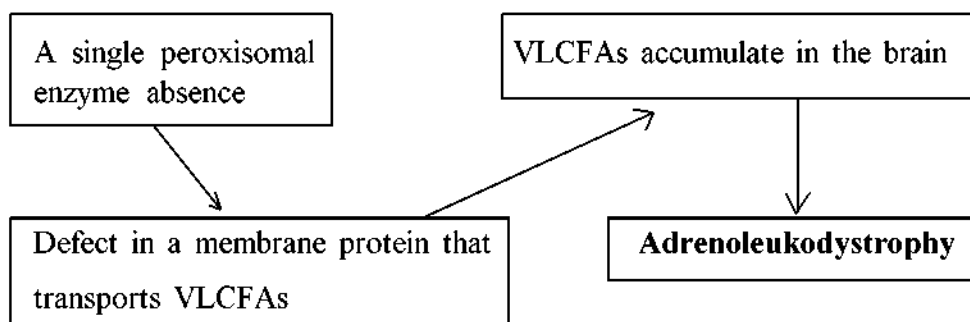 A single peroxisomal
enzyme absence
Defect in a membrane protein that
transports VLCFAs
VLCFAs accumulate in the brain
Adrenoleukodystrophy